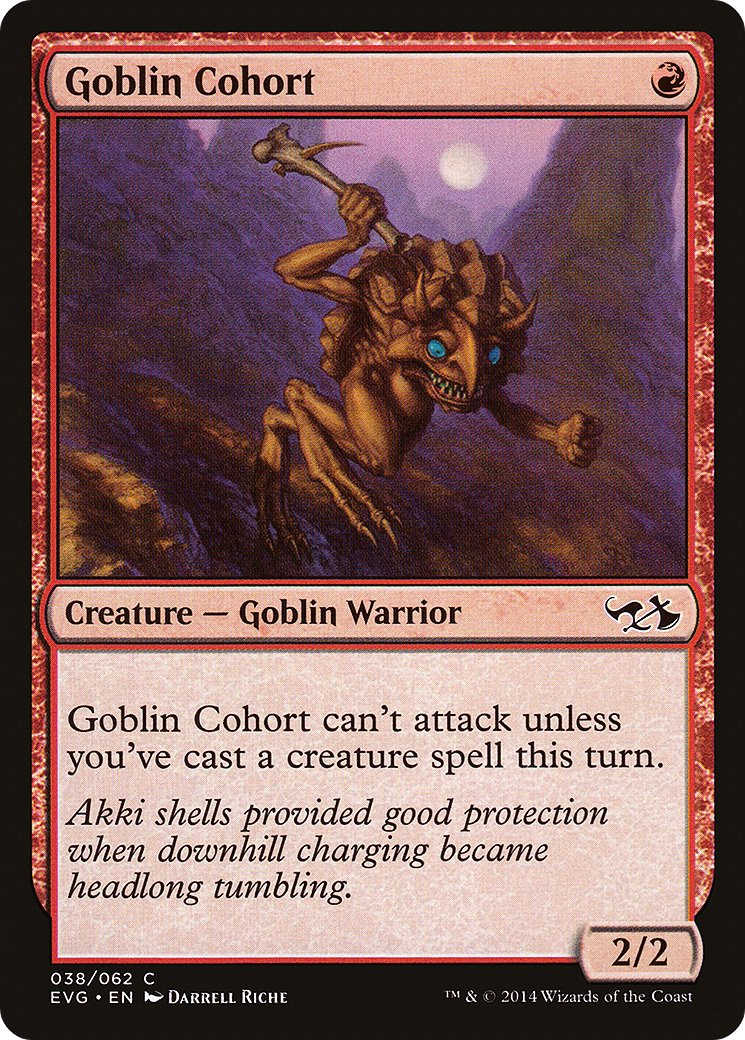 Goblin Cohort
Creature — Goblin Warrior
Goblin Cohort can't attack unless
you've cast a creature spell this turn.
Akki shells provided good protection
when downhill charging became
headlong tumbling.
2/2
038/062 C
EVG • EN Darrell Riche
™ & © 2014 Wizards of the Coast